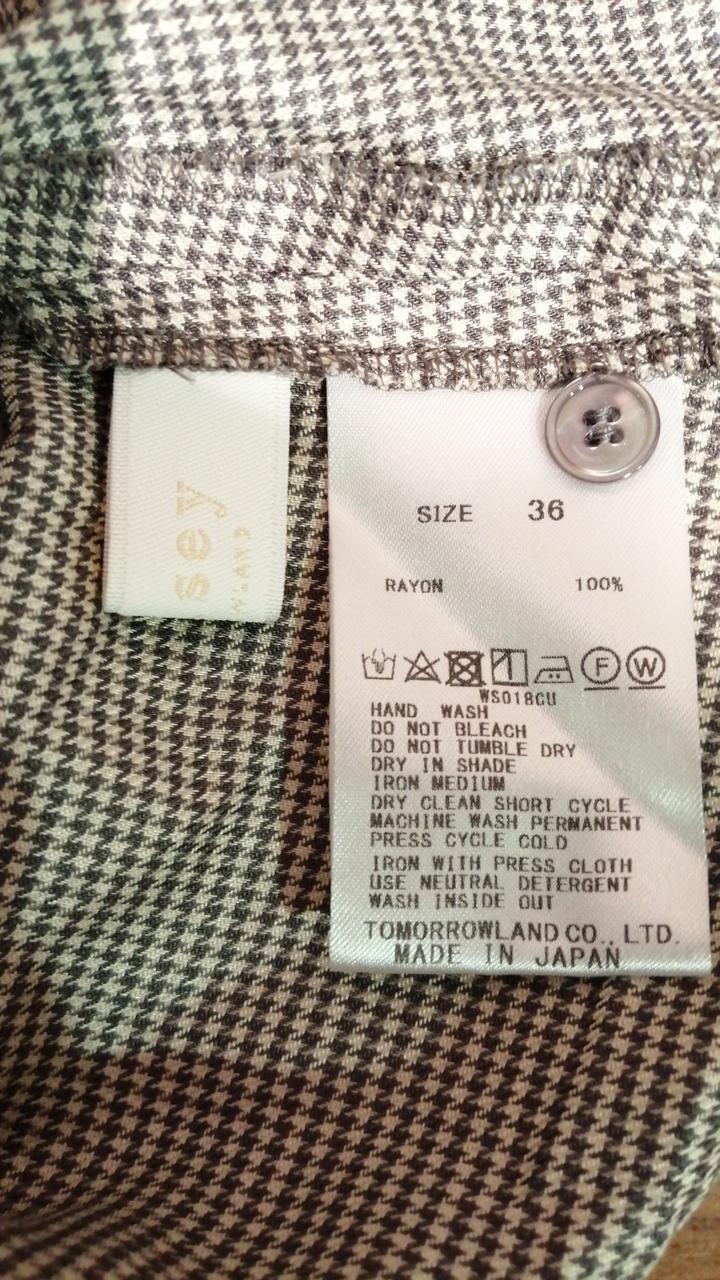 sey
SIZE 36
RAYON 100%
F W
WS018CU
HAND WASH
DO NOT BLEACH
DO NOT TUMBLE DRY
DRY IN SHADE
IRON MEDIUM
DRY CLEAN SHORT CYCLE
MACHINE WASH PERMANENT
PRESS CYCLE COLD
IRON WITH PRESS CLOTH
USE NEUTRAL DETERGENT
WASH INSIDE OUT
TOMORROWLAND CO., LTD.
MADE IN JAPAN